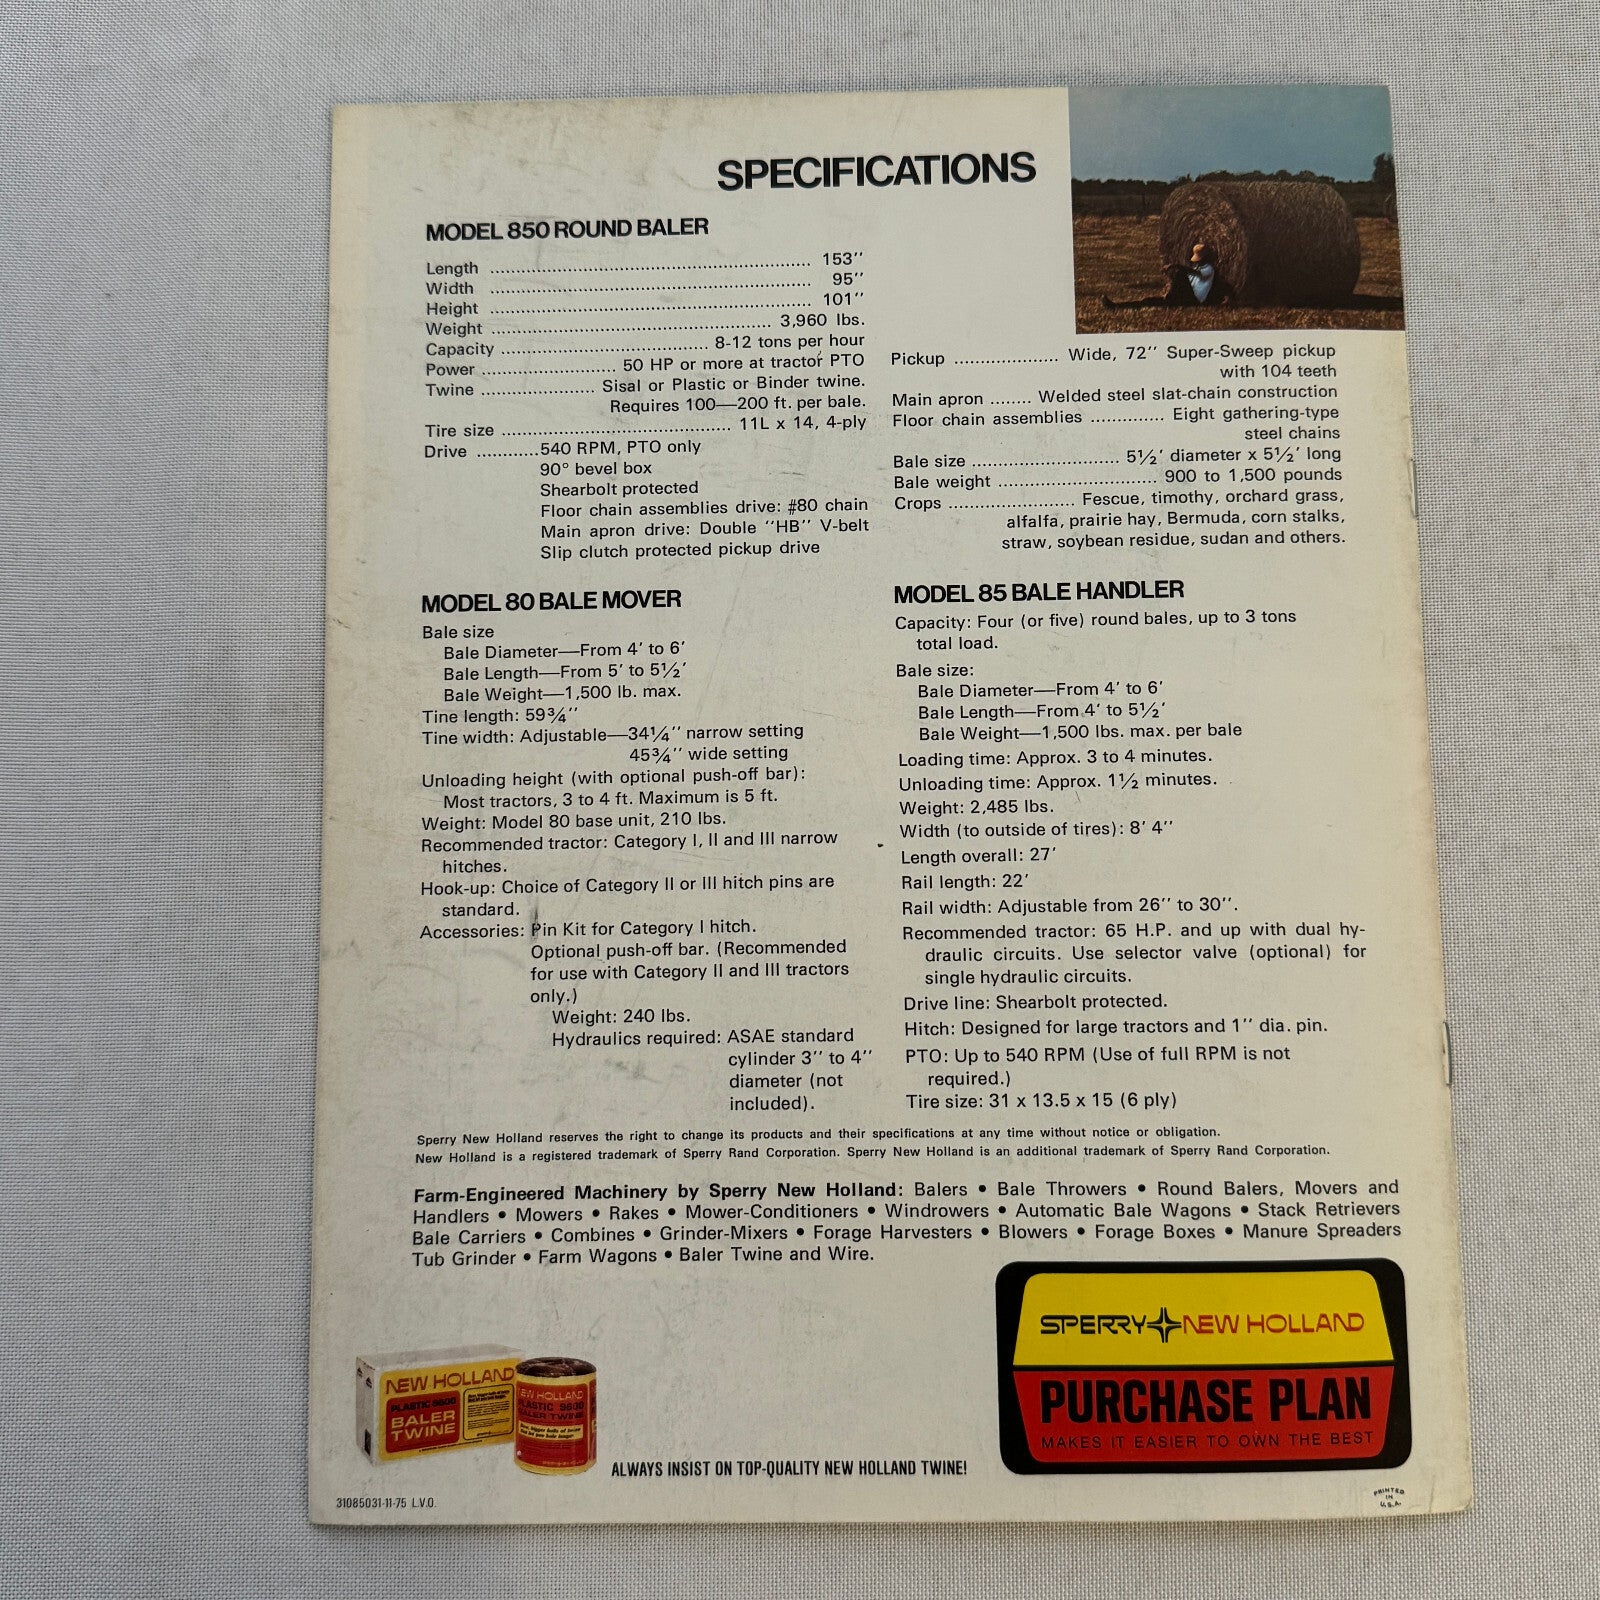 SPECIFICATIONS
MODEL 850 ROUND BALER
Length ........ 153''
Width ........ 95''
Height ........ 101''
Weight ........ 3,960 lbs.
Capacity ........ 8-12 tons per hour
Power ........ 50 HP or more at tractor PTO
Twine ........ Sisal or Plastic or Binder twine.
Requires 100—200 ft. per bale.
Tire size ........ 11L x 14, 4-ply
Drive ............540 RPM, PTO only
90° bevel box
Shearbolt protected
Floor chain assemblies drive: #80 chain
Main apron drive: Double "HB" V-belt
Slip clutch protected pickup drive
Pickup ........ Wide, 72'' Super-Sweep pickup
with 104 teeth
Main apron ........ Welded steel slat-chain construction
Floor chain assemblies ........ Eight gathering-type
steel chains
Bale size ........ 5½' diameter x 5½' long
Bale weight ........ 900 to 1,500 pounds
Crops ........ Fescue, timothy, orchard grass,
alfalfa, prairie hay, Bermuda, corn stalks,
straw, soybean residue, sudan and others.
MODEL 80 BALE MOVER
Bale size
Bale Diameter—From 4' to 6'
Bale Length—From 5' to 5½'
Bale Weight—1,500 lb. max.
Tine length: 59¾''
Tine width: Adjustable—34¼'' narrow setting
45¾'' wide setting
Unloading height (with optional push-off bar):
Most tractors, 3 to 4 ft. Maximum is 5 ft.
Weight: Model 80 base unit, 210 lbs.
Recommended tractor: Category I, II and III narrow
hitches.
Hook-up: Choice of Category II or III hitch pins are
standard.
Accessories: Pin Kit for Category I hitch.
Optional push-off bar. (Recommended
for use with Category II and III tractors
only.)
Weight: 240 lbs.
Hydraulics required: ASAE standard
cylinder 3'' to 4''
diameter (not
included).
MODEL 85 BALE HANDLER
Capacity: Four (or five) round bales, up to 3 tons
total load.
Bale size:
Bale Diameter—From 4' to 6'
Bale Length—From 4' to 5½'
Bale Weight—1,500 lbs. max. per bale
Loading time: Approx. 3 to 4 minutes.
Unloading time: Approx. 1½ minutes.
Weight: 2,485 lbs.
Width (to outside of tires): 8' 4''
Length overall: 27'
Rail length: 22'
Rail width: Adjustable from 26'' to 30''.
Recommended tractor: 65 H.P. and up with dual hy-
draulic circuits. Use selector valve (optional) for
single hydraulic circuits.
Drive line: Shearbolt protected.
Hitch: Designed for large tractors and 1'' dia. pin.
PTO: Up to 540 RPM (Use of full RPM is not
required.)
Tire size: 31 x 13.5 x 15 (6 ply)
Sperry New Holland reserves the right to change its products and their specifications at any time without notice or obligation.
New Holland is a registered trademark of Sperry Rand Corporation. Sperry New Holland is an additional trademark of Sperry Rand Corporation.
Farm-Engineered Machinery by Sperry New Holland: Balers • Bale Throwers • Round Balers, Movers and
Handlers • Mowers • Rakes • Mower-Conditioners • Windrowers • Automatic Bale Wagons • Stack Retrievers
Bale Carriers • Combines • Grinder-Mixers • Forage Harvesters • Blowers • Forage Boxes • Manure Spreaders
Tub Grinder • Farm Wagons • Baler Twine and Wire.
NEW HOLLAND
PLASTIC 9600
BALER
TWINE
NEW HOLLAND
PLASTIC 9600
BALER TWINE
ALWAYS INSIST ON TOP-QUALITY NEW HOLLAND TWINE!
SPERRY NEW HOLLAND
PURCHASE PLAN
MAKES IT EASIER TO OWN THE BEST
31085031-11-75 L.V.O.
PRINTED
IN
U.S.A.